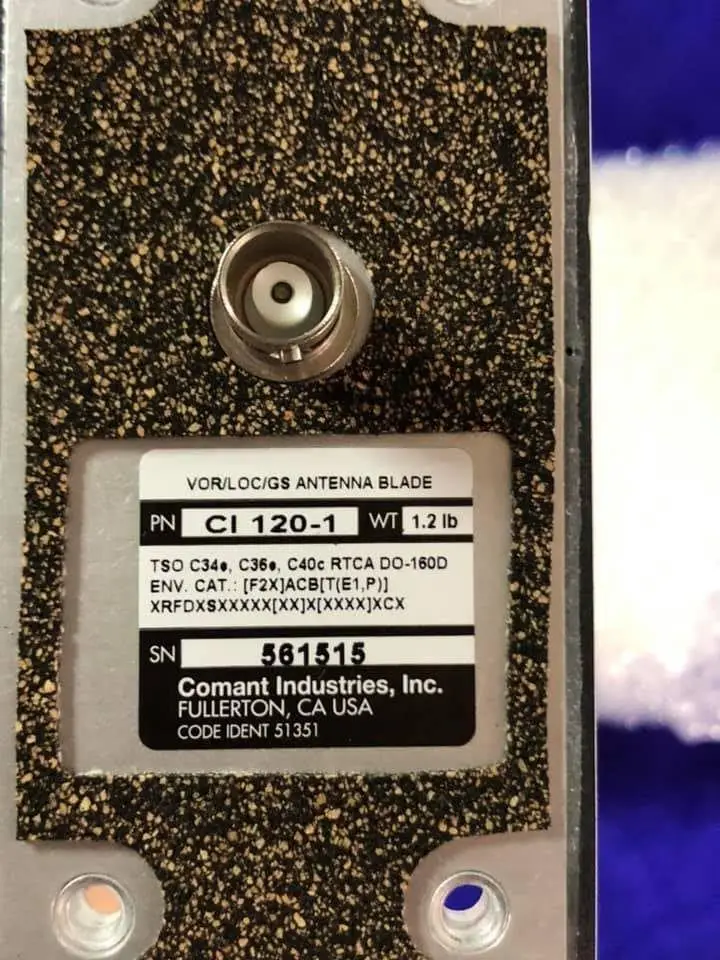 VOR/LOC/GS ANTENNA BLADE
PN CI 120-1 WT 1.2 lb
TSO C34e, C36e, C40c RTCA DO-160D
ENV. CAT.: [F2X]ACB[T(E1,P)]
XRFDXSXXXXX[XX]X[XXXX]XCX
SN 561515
Comant Industries, Inc.
FULLERTON, CA USA
CODE IDENT 51351